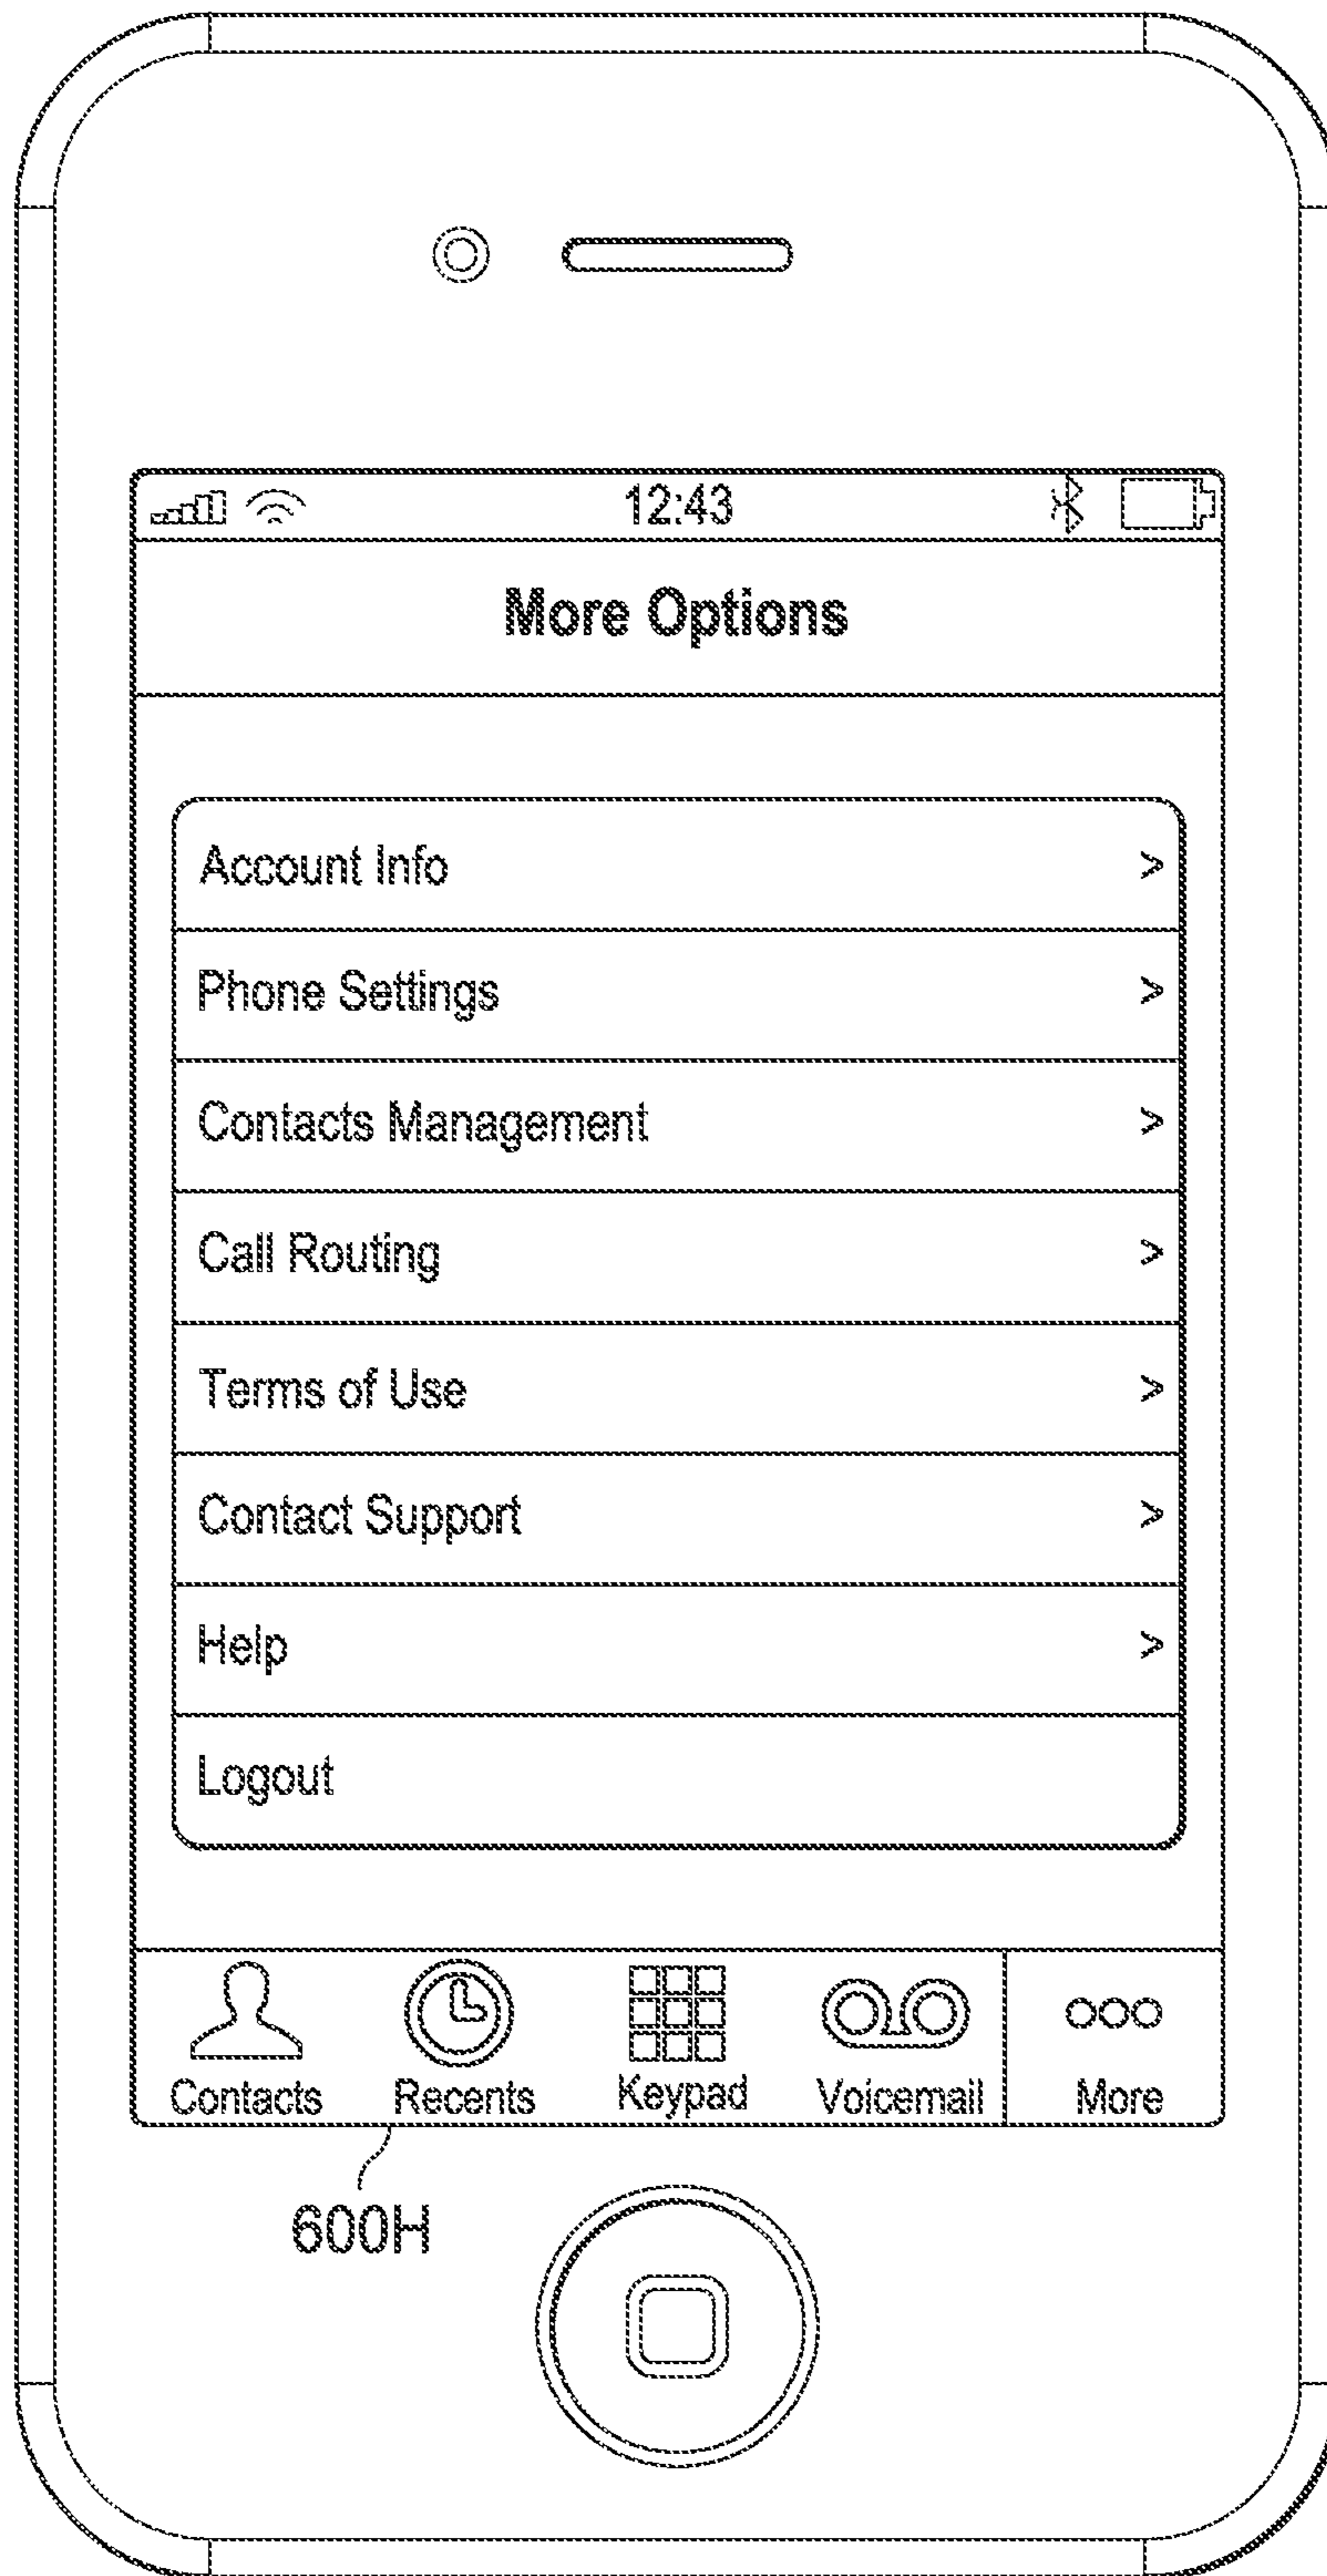 12:43
More Options
Account Info >
Phone Settings >
Contacts Management >
Call Routing >
Terms of Use >
Contact Support >
Help >
Logout
Contacts Recents Keypad Voicemail More
600H